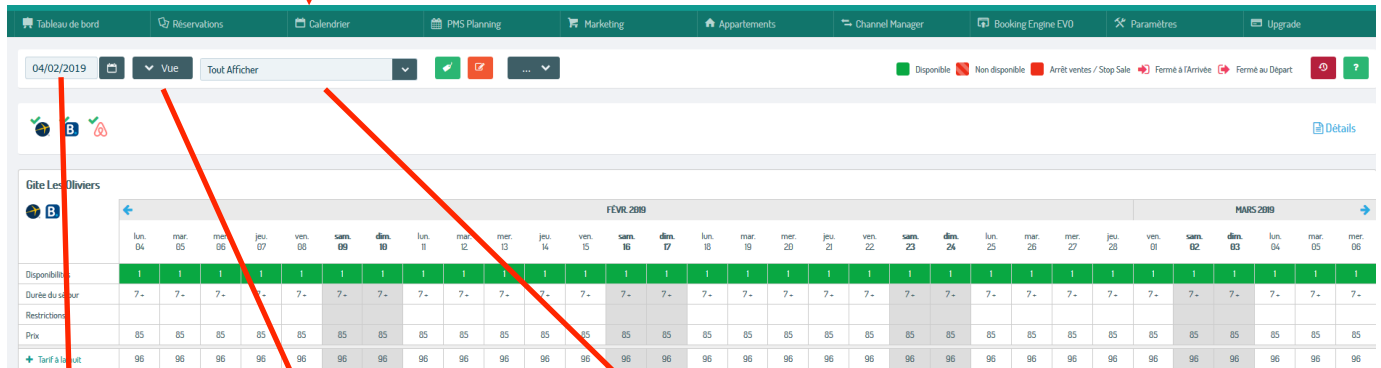 Tableau de bord Réservations Calendrier PMS Planning Marketing Appartements Channel Manager Booking Engine EVO Paramètres Upgrade
04/02/2019 Vue Tout Afficher ... Disponible Non disponible Arrêt ventes / Stop Sale Fermé à l'Arrivée Fermé au Départ ?
B
Détails
Gite Les Oliviers
B. FÉVR. 2019 MARS 2019
lun. mar. mer. jeu. ven. sam. dim. lun. mar. mer. jeu. ven. sam. dim. lun. mar. mer. jeu. ven. sam. dim. lun. mar. mer. jeu. ven. sam. dim. lun. mar. mer.
04 05 06 07 08 09 10 11 12 13 14 15 16 17 18 19 20 21 22 23 24 25 26 27 28 01 02 03 04 05 06
Disponibilités 1 1 1 1 1 1 1 1 1 1 1 1 1 1 1 1 1 1 1 1 1 1 1 1 1 1 1 1 1 1 1
Durée du séjour 7+ 7+ 7+ 7+ 7+ 7+ 7+ 7+ 7+ 7+ 7+ 7+ 7+ 7+ 7+ 7+ 7+ 7+ 7+ 7+ 7+ 7+ 7+ 7+ 7+ 7+ 7+ 7+ 7+ 7+ 7+
Restrictions
Prix 85 85 85 85 85 85 85 85 85 85 85 85 85 85 85 85 85 85 85 85 85 85 85 85 85 85 85 85 85 85 85
+ Tarif à la nuit 96 96 96 96 96 96 96 96 96 96 96 96 96 96 96 96 96 96 96 96 96 96 96 96 96 96 96 96 96 96 96